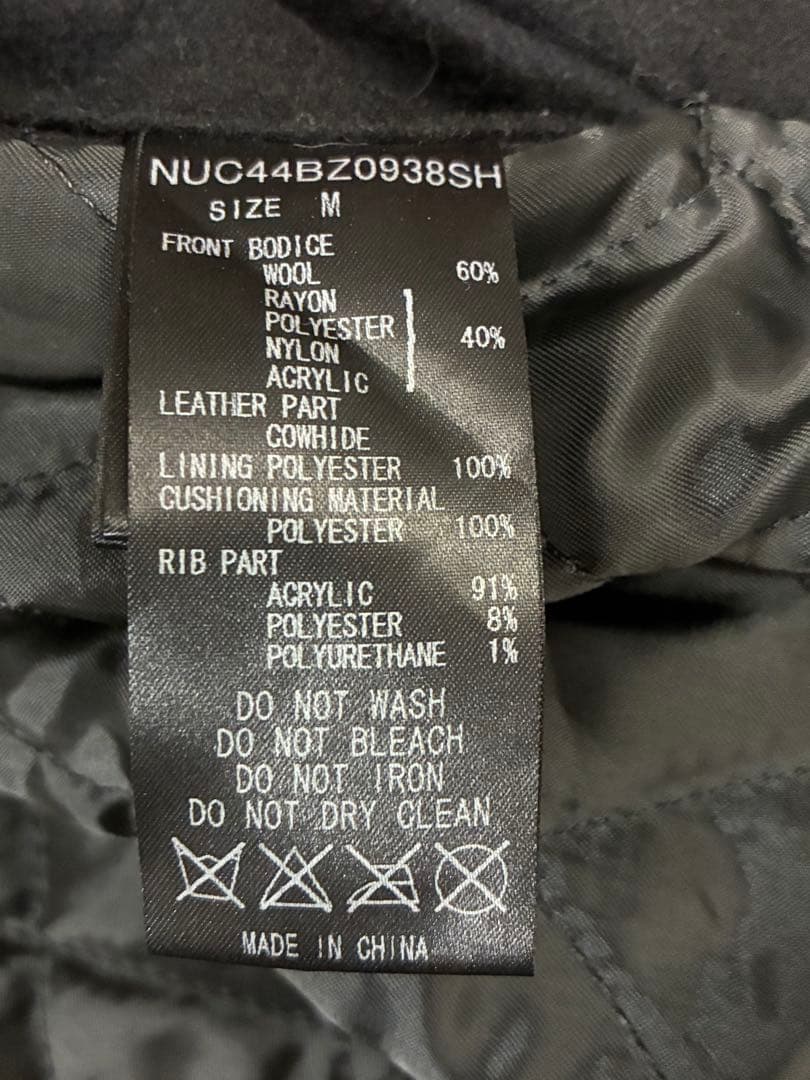 NUC44BZ0938SH
SIZE M
FRONT BODICE
WOOL 60%
RAYON
POLYESTER 40%
NYLON
ACRYLIC
LEATHER PART
COWHIDE
LINING POLYESTER 100%
CUSHIONING MATERIAL
POLYESTER 100%
RIB PART
ACRYLIC 91%
POLYESTER 8%
POLYURETHANE 1%
DO NOT WASH
DO NOT BLEACH
DO NOT IRON
DO NOT DRY CLEAN
MADE IN CHINA